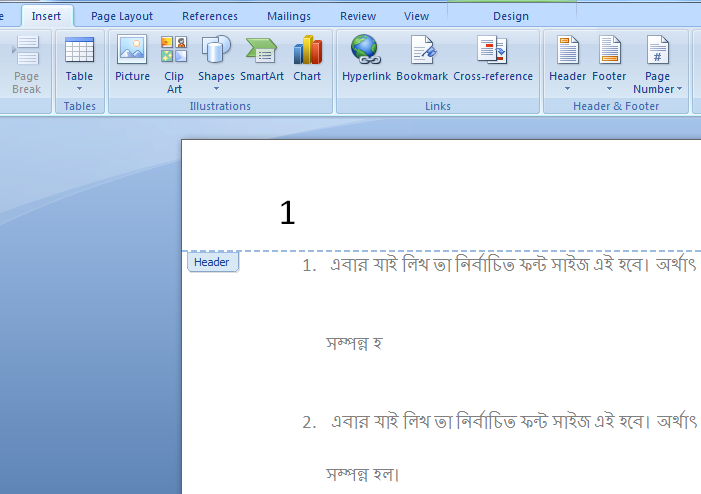 Insert Page Layout References Mailings Review View Design
Page Break Table Picture Clip Art Shapes SmartArt Chart Hyperlink Bookmark Cross-reference Header Footer Page Number
Tables Illustrations Links Header & Footer
1
Header
1. এবার যাই লিখ তা নির্বাচিত ফন্ট সাইজ এই হবে। অর্থাৎ
সম্পন্ন হ
2. এবার যাই লিখ তা নির্বাচিত ফন্ট সাইজ এই হবে। অর্থাৎ
সম্পন্ন হল।